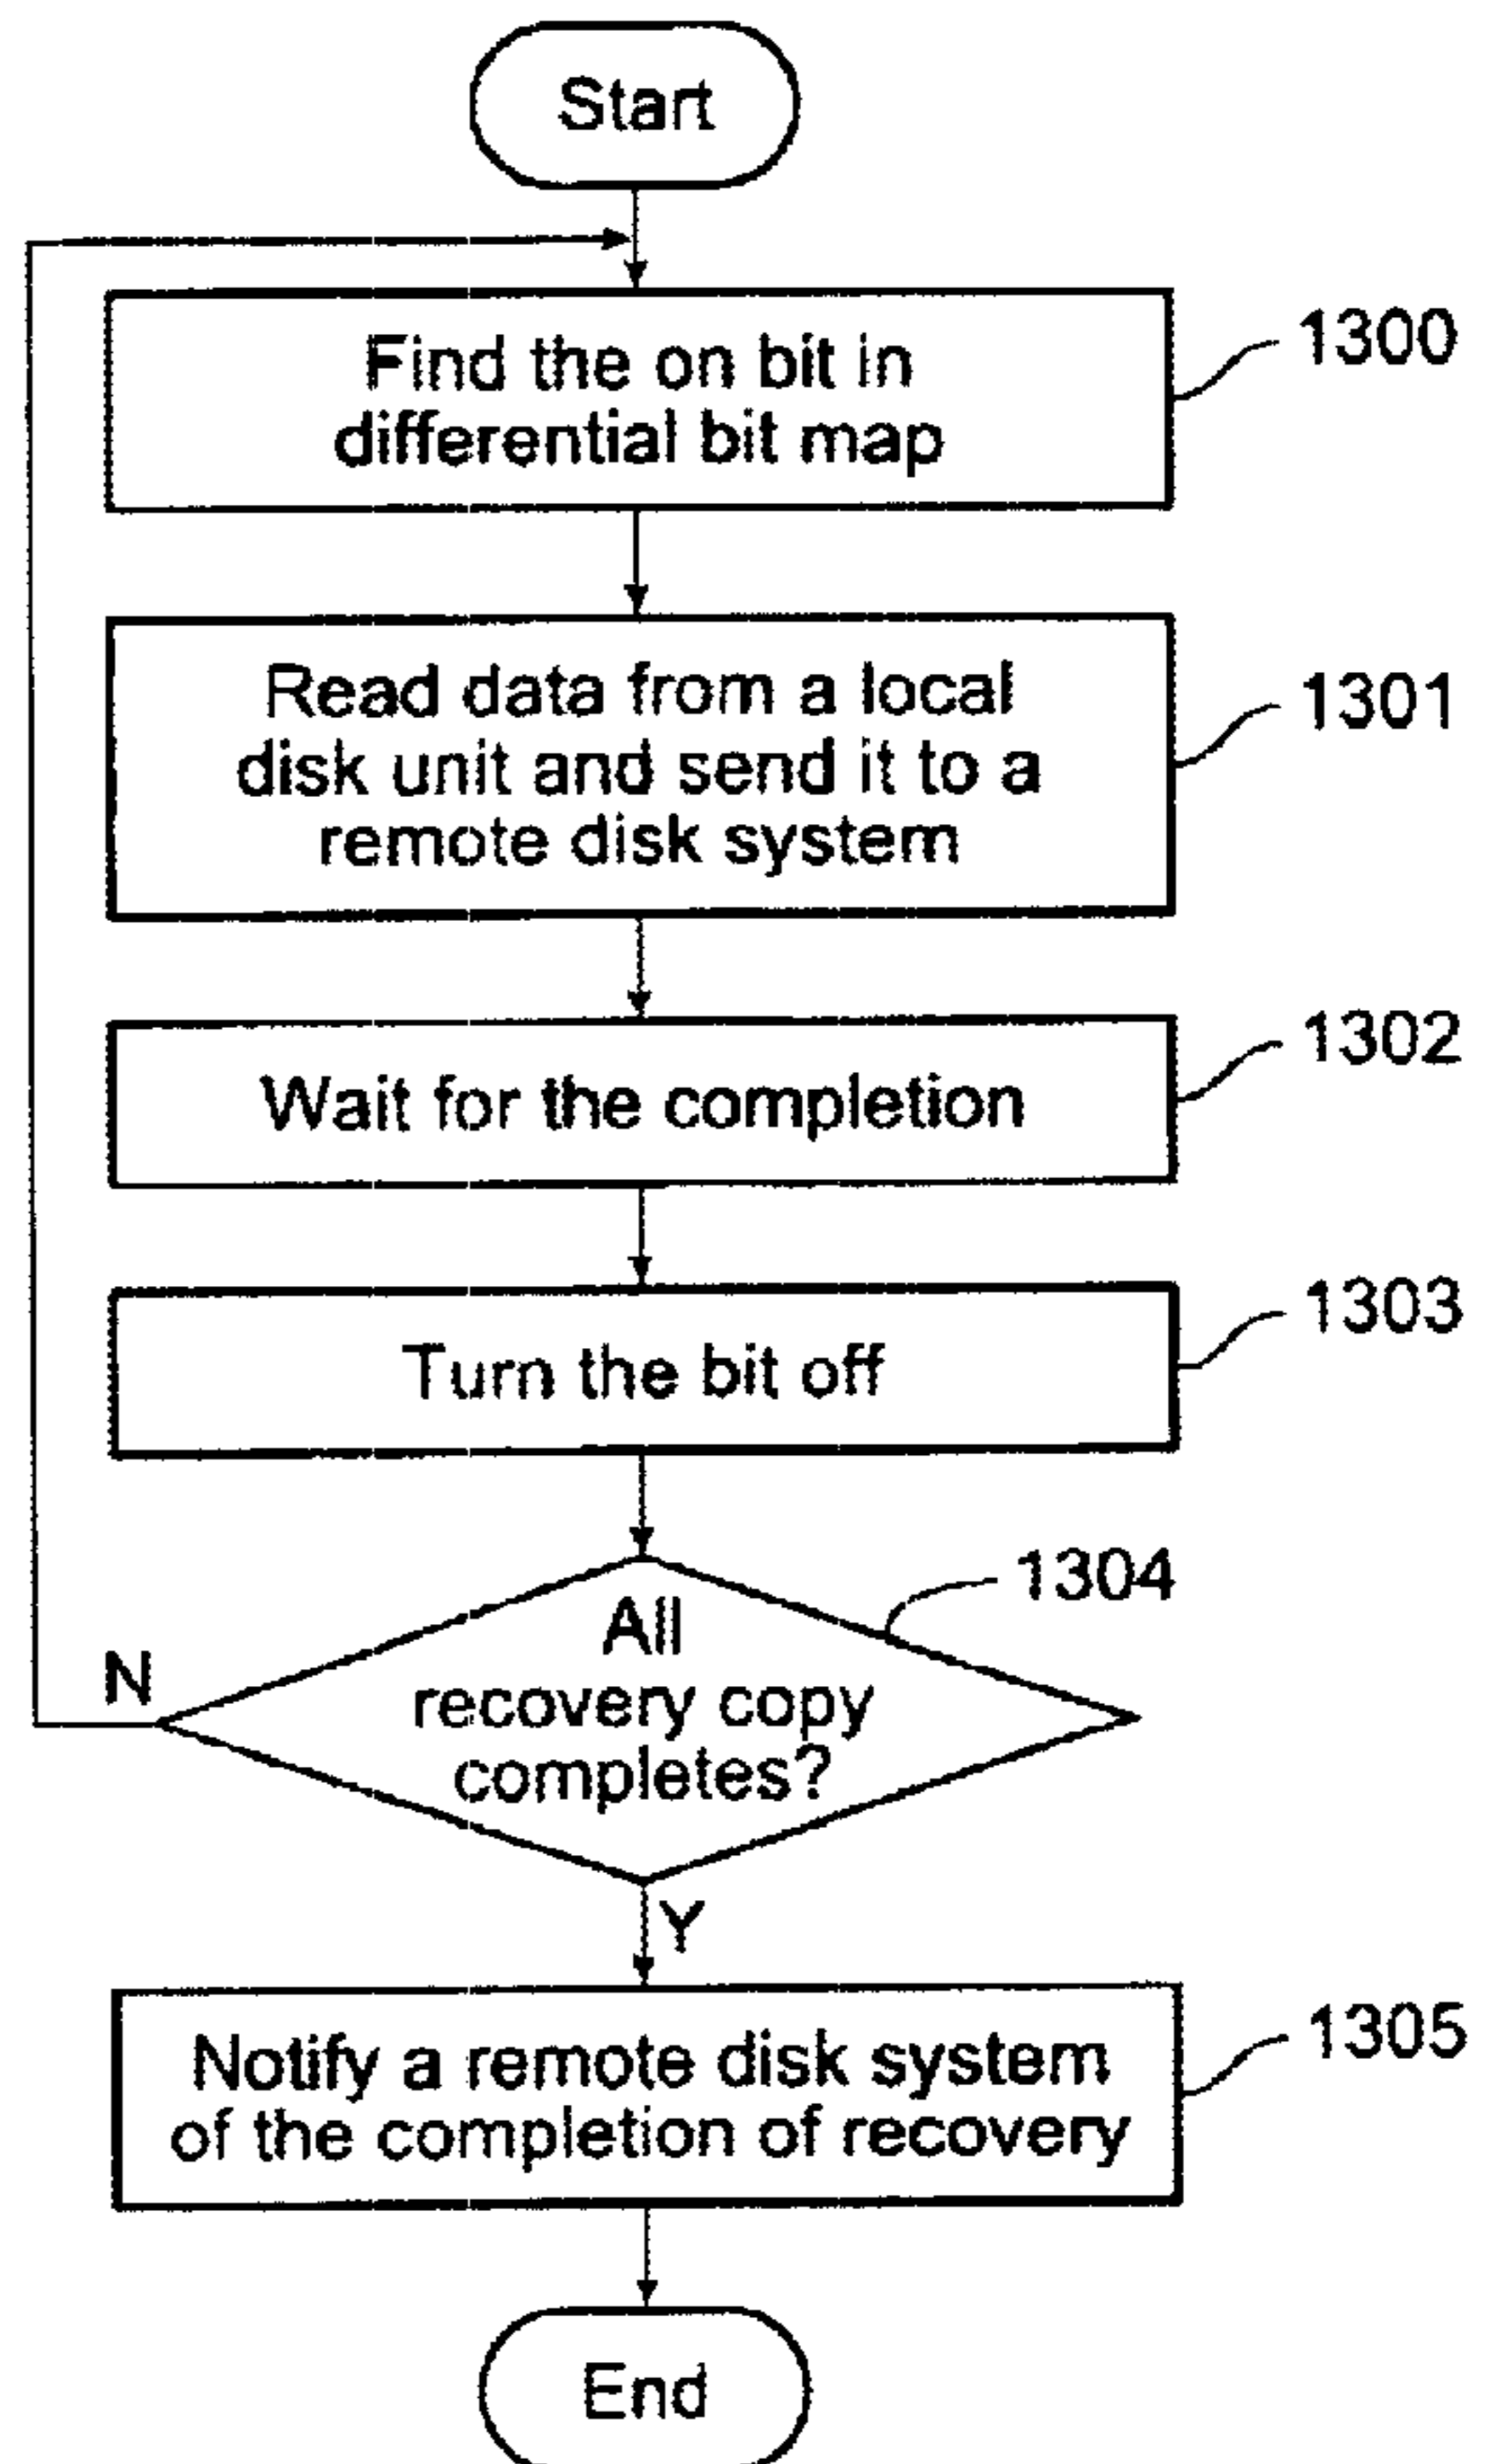 Start
Find the on bit in
differential bit map
1300
Read data from a local
disk unit and send it to a
remote disk system
1301
Wait for the completion
1302
Turn the bit off
1303
All
recovery copy
completes?
1304
N
Y
Notify a remote disk system
of the completion of recovery
1305
End